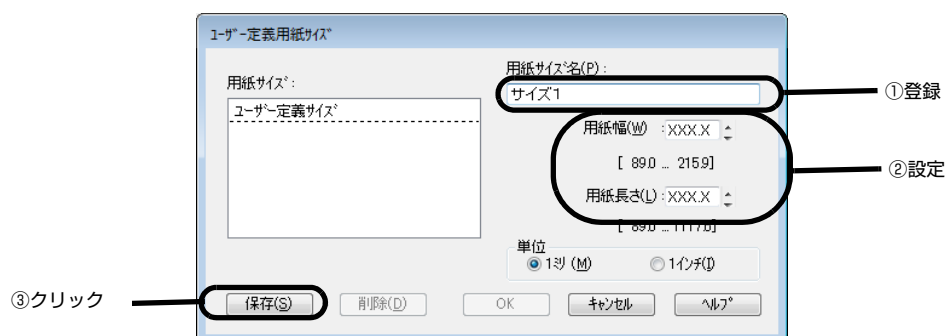 ユーザー定義用紙サイズ
用紙サイズ:
ユーザー定義サイズ
用紙サイズ名(P):
サイズ1
①登録
用紙幅(W) :XXX.X
[ 89.0 ... 215.9]
②設定
用紙長さ(L):XXX.X
[ 89.0 ... 1117.6]
単位
1ミリ(M) 1インチ(I)
③クリック
保存(S) 削除(D) OK キャンセル ヘルプ